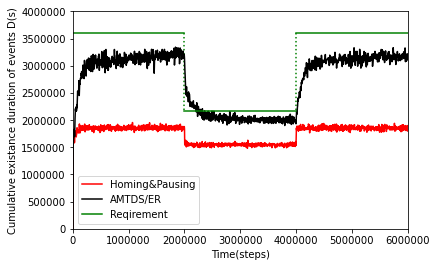 Cumulative existance duration of events D(s)
4000000
3500000
3000000
2500000
2000000
1500000
1000000
500000
0
Homing&Pausing
AMTDS/ER
Reqirement
0 1000000 2000000 3000000 4000000 5000000 6000000
Time(steps)